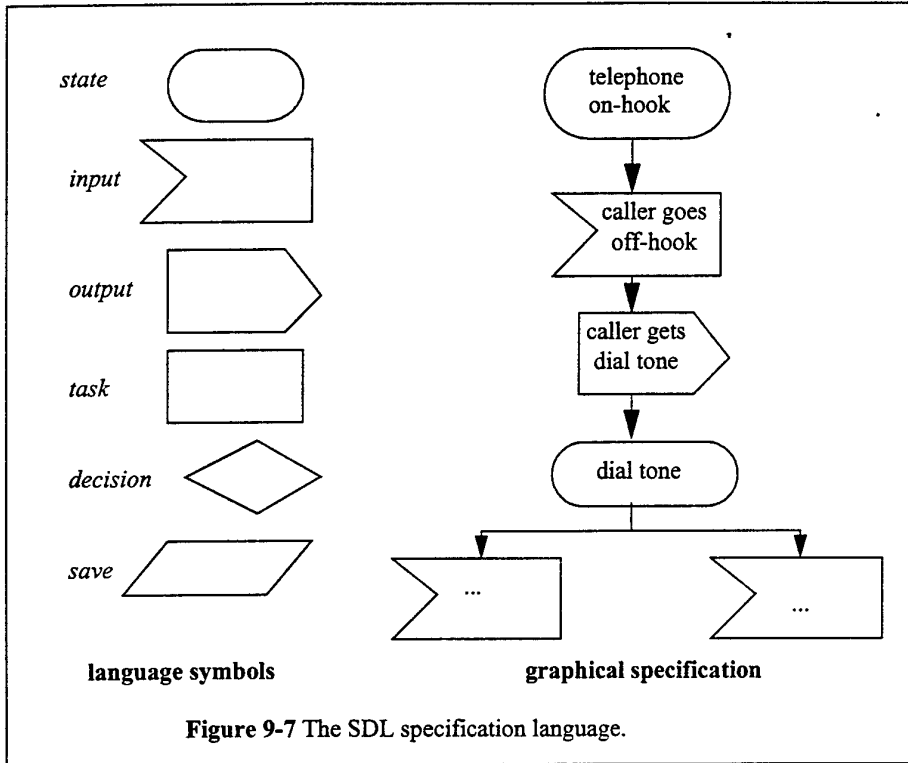 state
input
output
task
decision
save
language symbols
telephone
on-hook
caller goes
off-hook
caller gets
dial tone
dial tone
...
...
graphical specification
Figure 9-7 The SDL specification language.